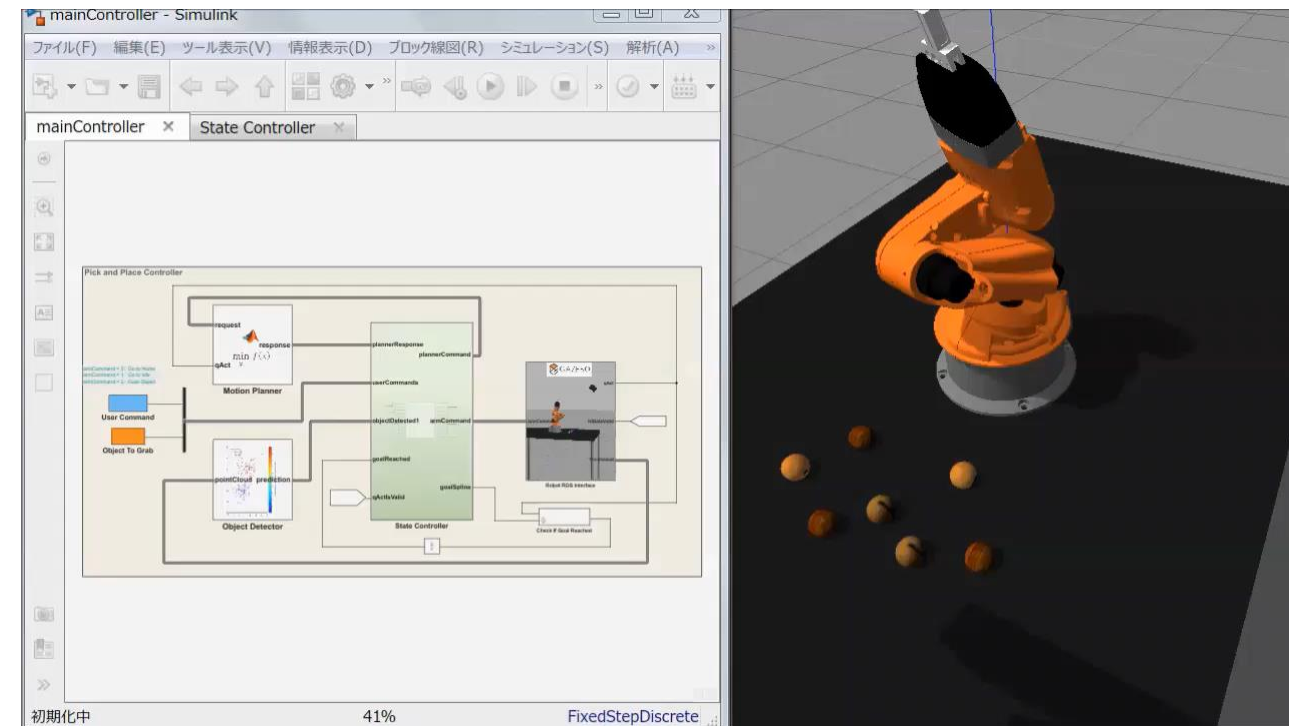 mainController - Simulink
ファイル(F) 編集(E) ツール表示(V) 情報表示(D) ブロック線図(R) シミュレーション(S) 解析(A) »
mainController × State Controller ×
Pick and Place Controller
request
response
min f(x)
x
qAct
Motion Planner
User Command
Object To Grab
pointCloud prediction
Object Detector
plannerResponse
plannerCommand
userCommands
objectDetected1 armCommand
goalReached
goalSpline
qActIsValid
State Controller
GAZEBO
Robot ROS Interface
Check If Goal Reached
初期化中 41% FixedStepDiscrete